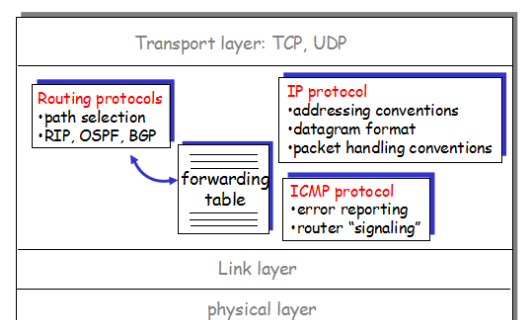 Transport layer: TCP, UDP
Routing protocols
•path selection
•RIP, OSPF, BGP
IP protocol
•addressing conventions
•datagram format
•packet handling conventions
forwarding
table
ICMP protocol
•error reporting
•router “signaling”
Link layer
physical layer